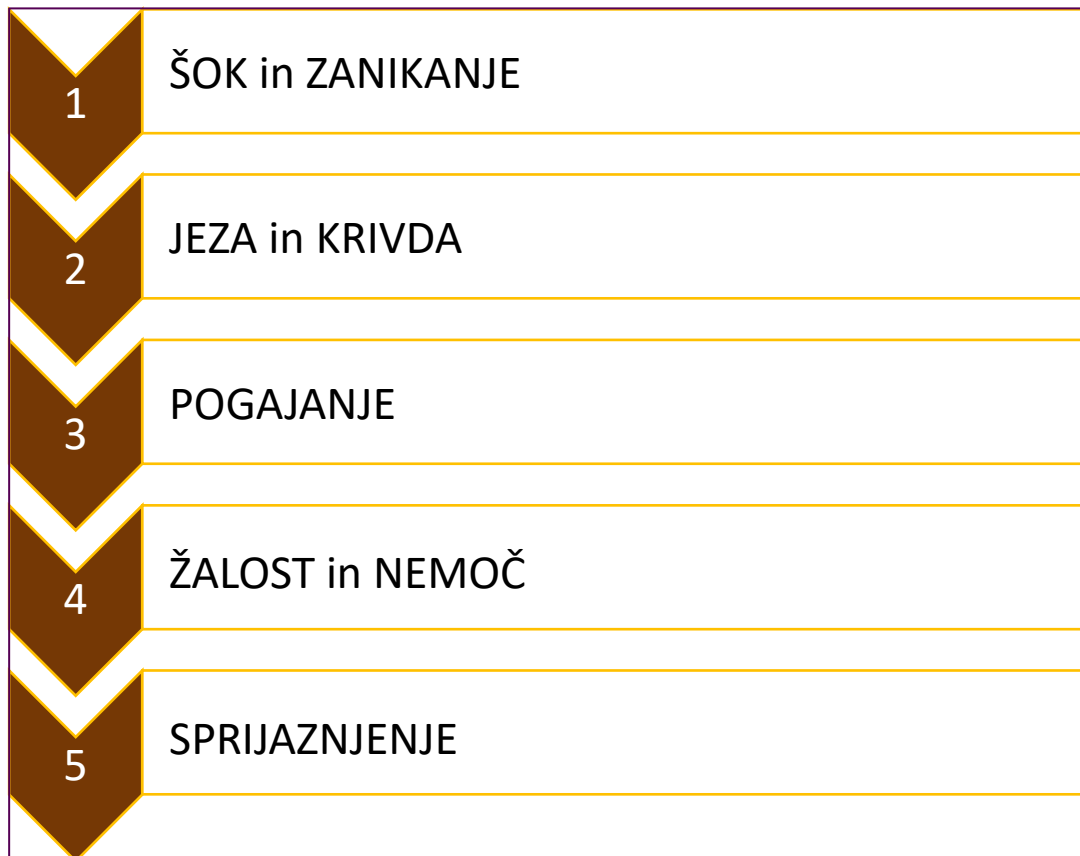 1
ŠOK in ZANIKANJE
2
JEZA in KRIVDA
3
POGAJANJE
4
ŽALOST in NEMOČ
5
SPRIJAZNJENJE